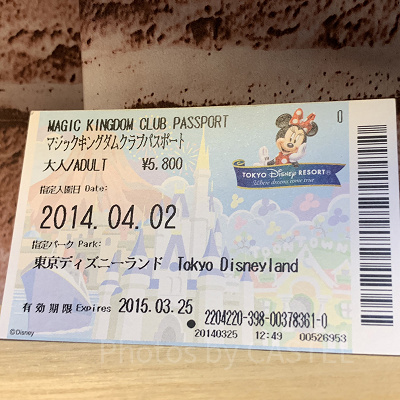 MAGIC KINGDOM CLUB PASSPORT
マジックキングダムクラブパスポート
大人/ADULT ¥5,800
0
TOKYO Disney RESORT®
Where dreams come true
指定入園日 Date:
2014.04.02
指定パーク Park:
東京ディズニーランド Tokyo Disneyland
有効期限 Expires 2015.03.25
2204220-398-00378361-0
©Disney
20140325 12:49 00526953
Photos by CASTEL